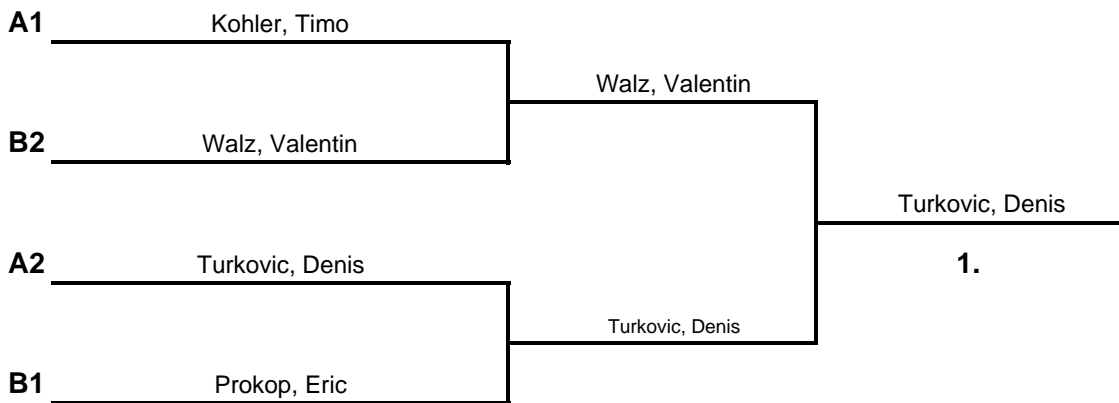 A1 Kohler, Timo
Walz, Valentin
B2 Walz, Valentin
Turkovic, Denis
A2 Turkovic, Denis
1.
Turkovic, Denis
B1 Prokop, Eric